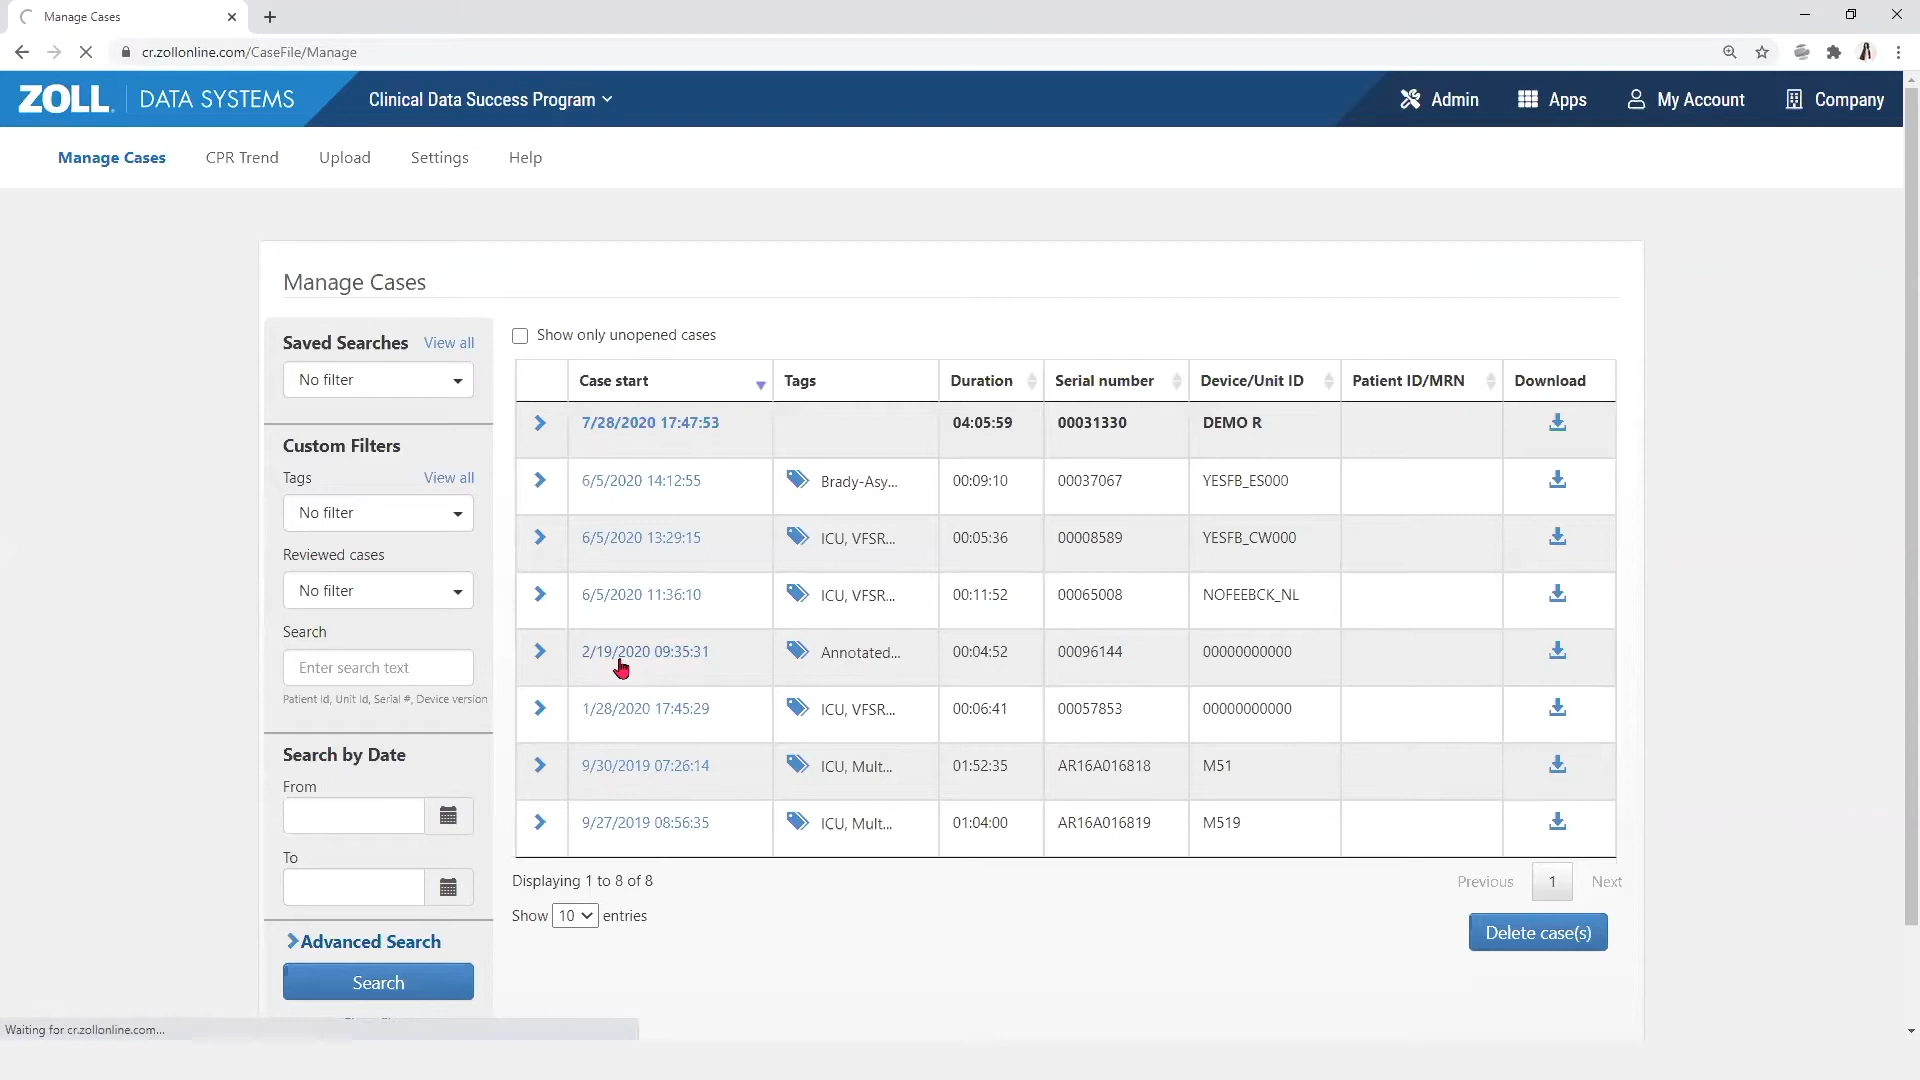 Manage Cases
cr.zollonline.com/CaseFile/Manage
ZOLL DATA SYSTEMS Clinical Data Success Program Admin Apps My Account Company
Manage Cases CPR Trend Upload Settings Help
Manage Cases
Saved Searches View all
No filter
Custom Filters
Tags View all
No filter
Reviewed cases
No filter
Search
Enter search text
Patient Id, Unit Id, Serial #, Device version
Search by Date
From
To
Advanced Search
Search
Show only unopened cases
Case start Tags Duration Serial number Device/Unit ID Patient ID/MRN Download
7/28/2020 17:47:53 04:05:59 00031330 DEMO R
6/5/2020 14:12:55 Brady-Asy... 00:09:10 00037067 YESFB_ES000
6/5/2020 13:29:15 ICU, VFSR... 00:05:36 00008589 YESFB_CW000
6/5/2020 11:36:10 ICU, VFSR... 00:11:52 00065008 NOFEEBCK_NL
2/19/2020 09:35:31 Annotated... 00:04:52 00096144 00000000000
1/28/2020 17:45:29 ICU, VFSR... 00:06:41 00057853 00000000000
9/30/2019 07:26:14 ICU, Mult... 01:52:35 AR16A016818 M51
9/27/2019 08:56:35 ICU, Mult... 01:04:00 AR16A016819 M519
Displaying 1 to 8 of 8 Previous 1 Next
Show 10 entries
Delete case(s)
Waiting for cr.zollonline.com...